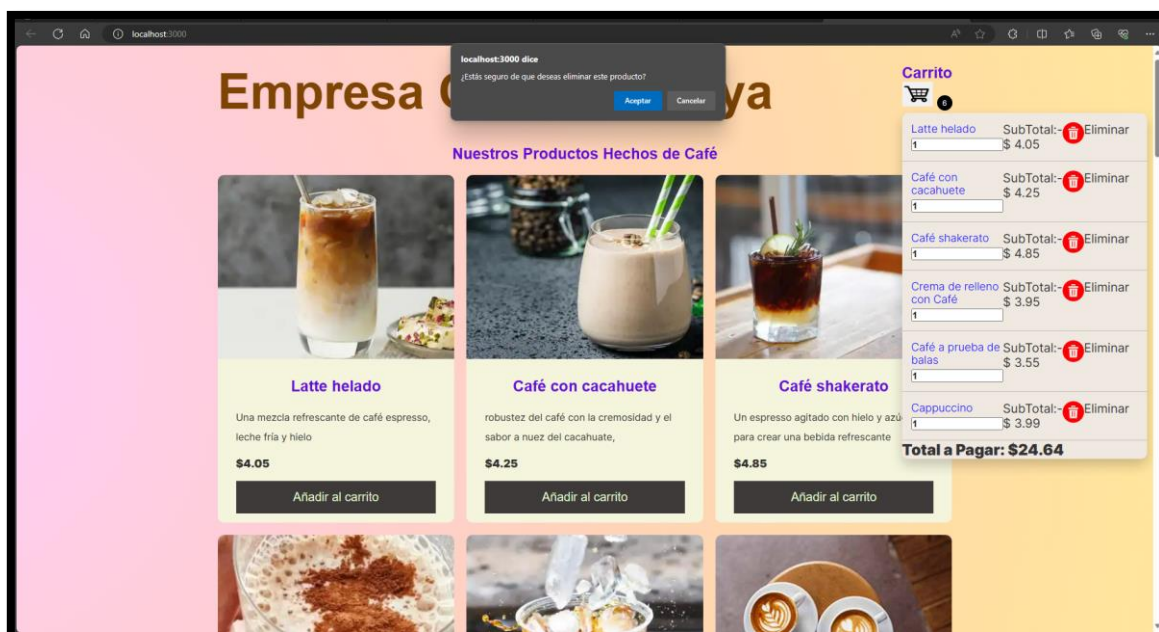 localhost:3000
localhost:3000 dice
¿Estás seguro de que deseas eliminar este producto?
Aceptar Cancelar
Empresa
ya
Carrito
6
Latte helado SubTotal:- Eliminar
1 $ 4.05
Café con cacahuete SubTotal:- Eliminar
1 $ 4.25
Café shakerato SubTotal:- Eliminar
1 $ 4.85
Crema de relleno con Café SubTotal:- Eliminar
1 $ 3.95
Café a prueba de balas SubTotal:- Eliminar
1 $ 3.55
Cappuccino SubTotal:- Eliminar
1 $ 3.99
Total a Pagar: $24.64
Nuestros Productos Hechos de Café
Latte helado
Una mezcla refrescante de café espresso,
leche fría y hielo
$4.05
Añadir al carrito
Café con cacahuete
robustez del café con la cremosidad y el
sabor a nuez del cacahuate,
$4.25
Añadir al carrito
Café shakerato
Un espresso agitado con hielo y
para crear una bebida refrescante
$4.85
Añadir al carrito